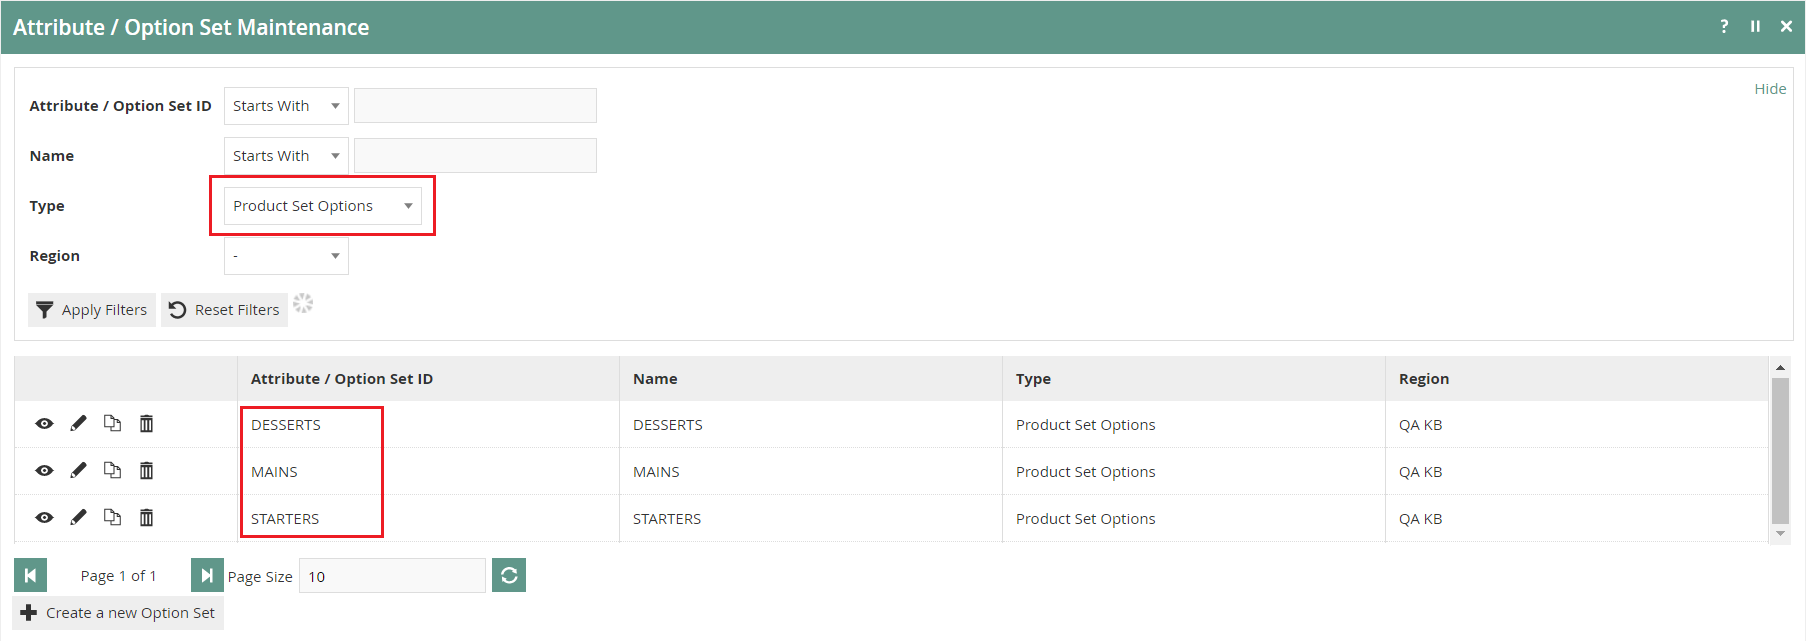 Attribute / Option Set Maintenance ?
Hide
Attribute / Option Set ID Starts With
Name Starts With
Type Product Set Options
Region -
Apply Filters Reset Filters
Attribute / Option Set ID Name Type Region
DESSERTS DESSERTS Product Set Options QA KB
MAINS MAINS Product Set Options QA KB
STARTERS STARTERS Product Set Options QA KB
Page 1 of 1 Page Size 10
Create a new Option Set